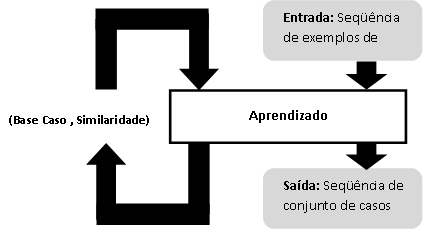 Entrada: Seqüência
de exemplos de
(Base Caso , Similaridade)
Aprendizado
Saída: Seqüência de
conjunto de casos